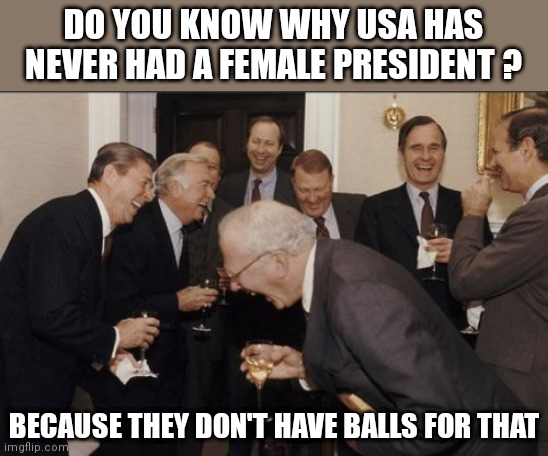 DO YOU KNOW WHY USA HAS
NEVER HAD A FEMALE PRESIDENT ?
BECAUSE THEY DON'T HAVE BALLS FOR THAT
imgflip.com